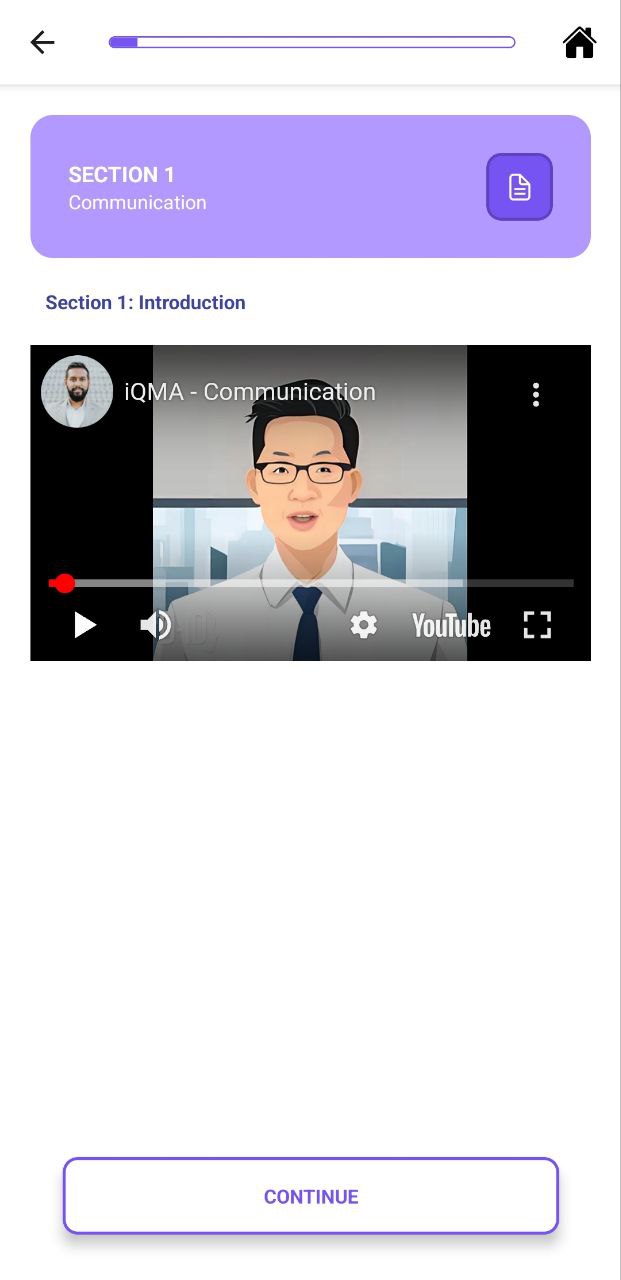 SECTION 1
Communication
Section 1: Introduction
iQMA - Communication
YouTube
CONTINUE